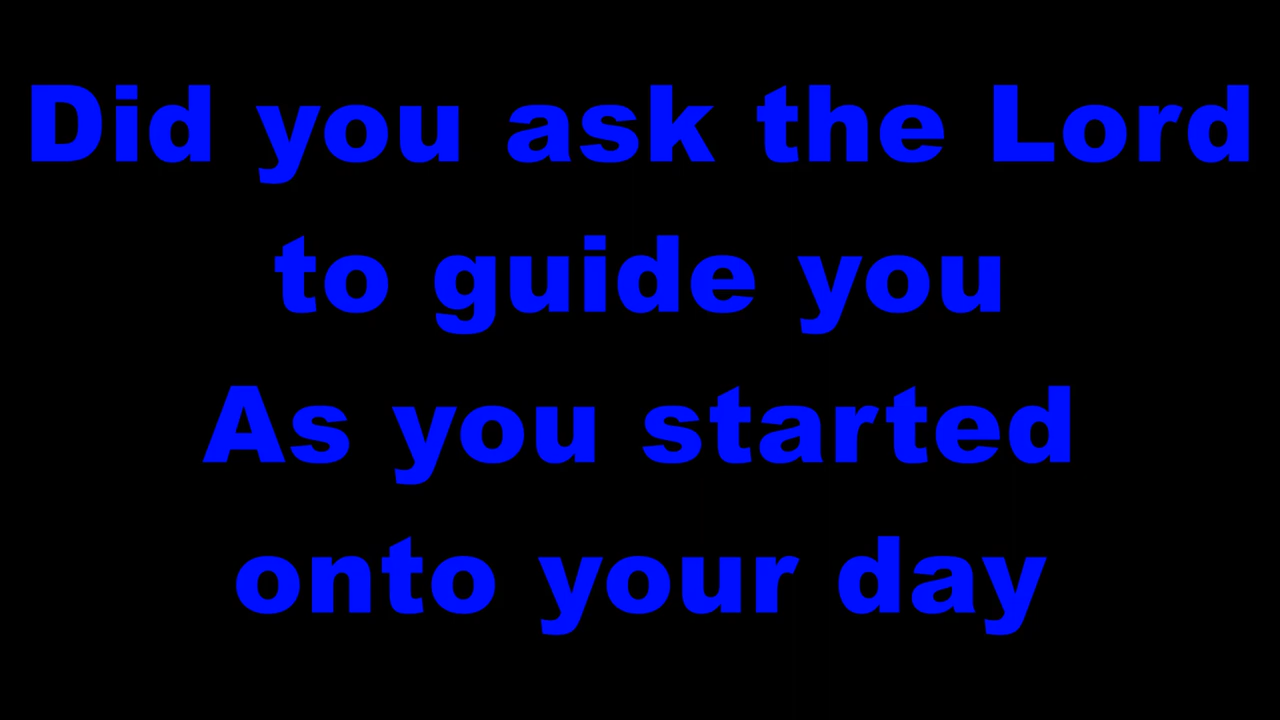 Did you ask the Lord
to guide you
As you started
onto your day